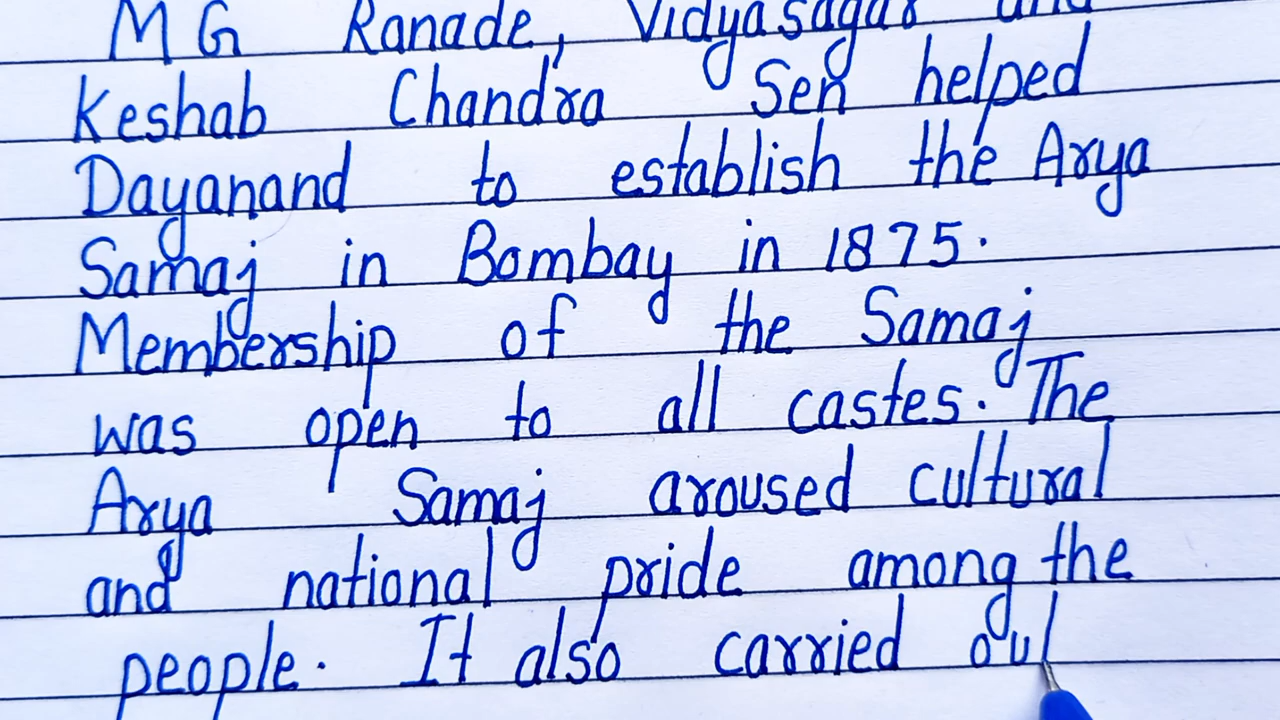 MG Ranade, Vidyasagar and
Keshab Chandra Sen helped
Dayanand to establish the Arya
Samaj in Bombay in 1875.
Membership of the Samaj
was open to all castes. The
Arya Samaj aroused cultural
and national pride among the
people. It also carried out